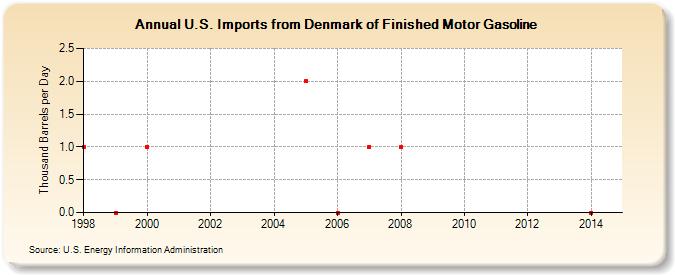 Annual U.S. Imports from Denmark of Finished Motor Gasoline
Thousand Barrels per Day
2.5
2.0
1.5
1.0
0.5
0.0
1998 2000 2002 2004 2006 2008 2010 2012 2014
Source: U.S. Energy Information Administration